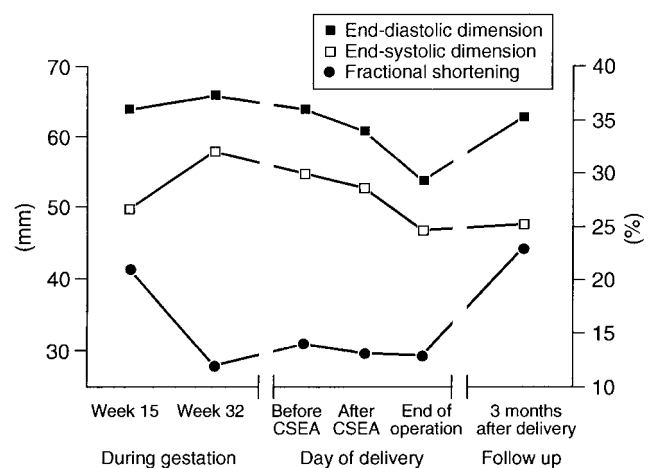 End-diastolic dimension
End-systolic dimension
Fractional shortening
70
60
50
40
30
(mm)
40
35
30
25
20
15
10
(%)
Week 15 Week 32 Before CSEA After CSEA End of operation 3 months after delivery
During gestation Day of delivery Follow up